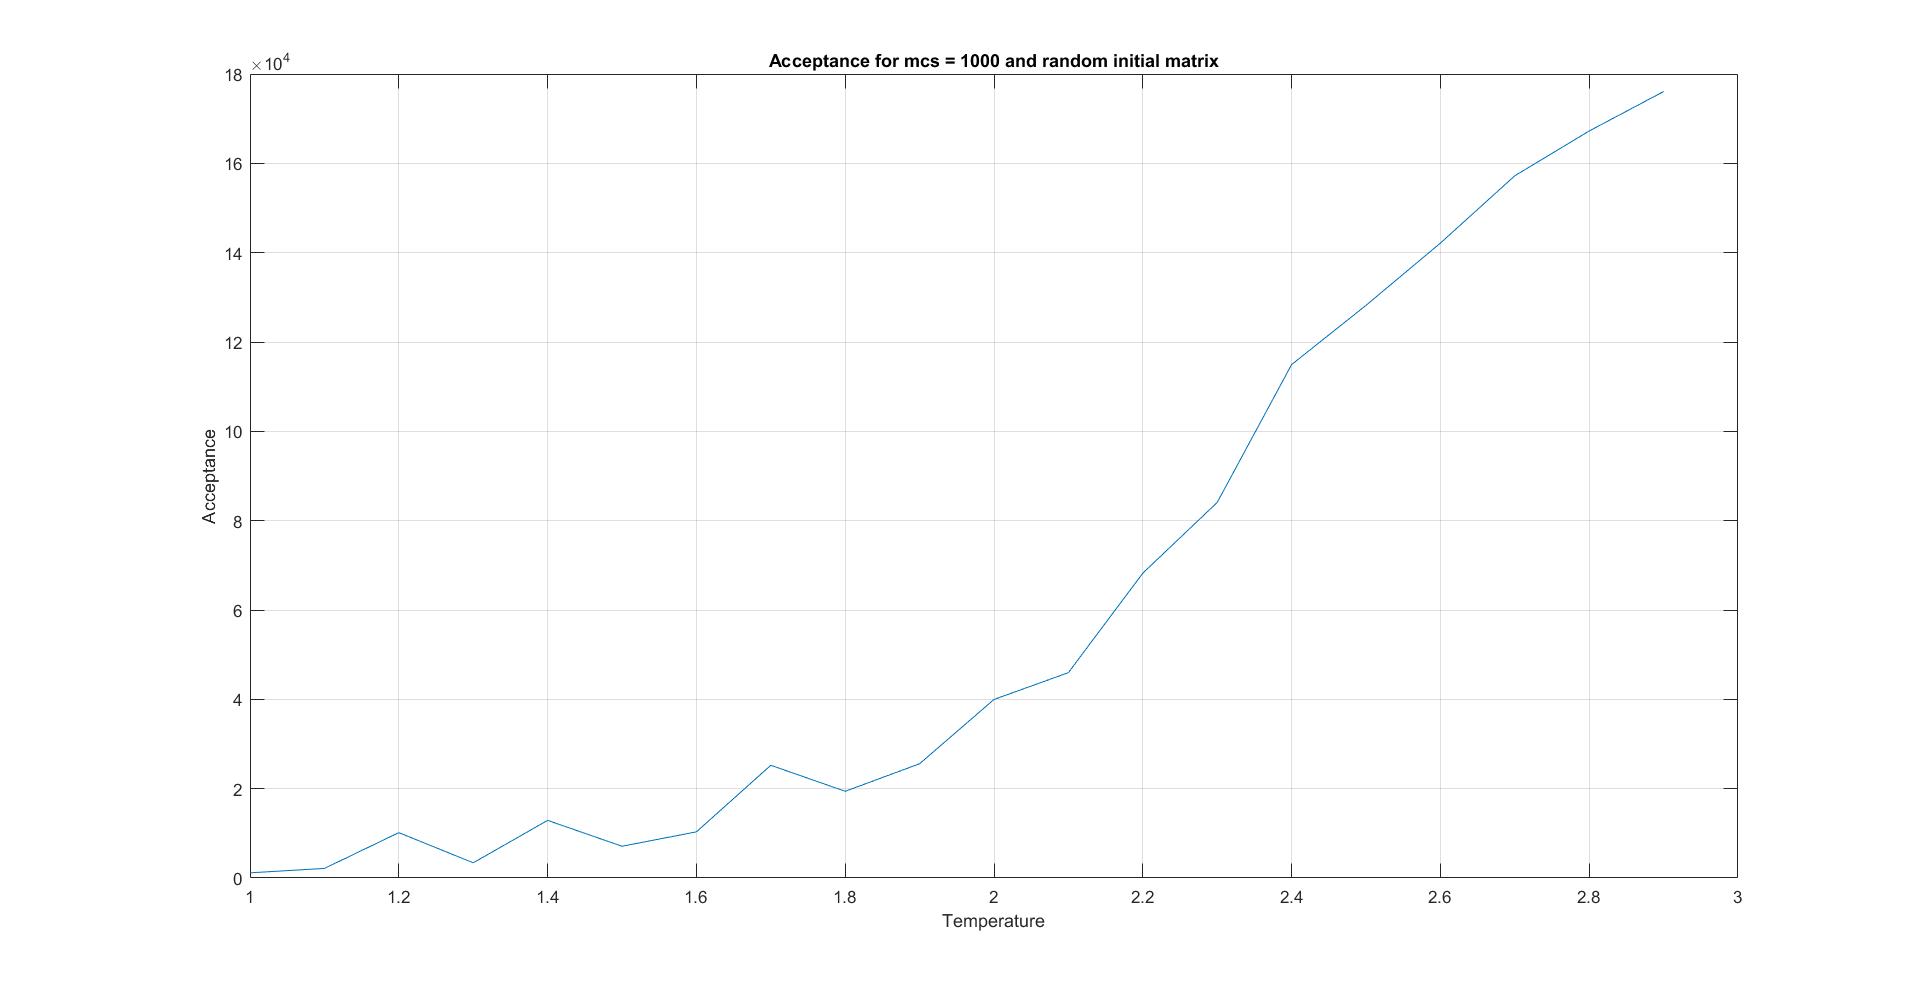 Acceptance for mcs = 1000 and random initial matrix
×10⁴
18
16
14
12
10
8
6
4
2
0
Acceptance
1 1.2 1.4 1.6 1.8 2 2.2 2.4 2.6 2.8 3
Temperature